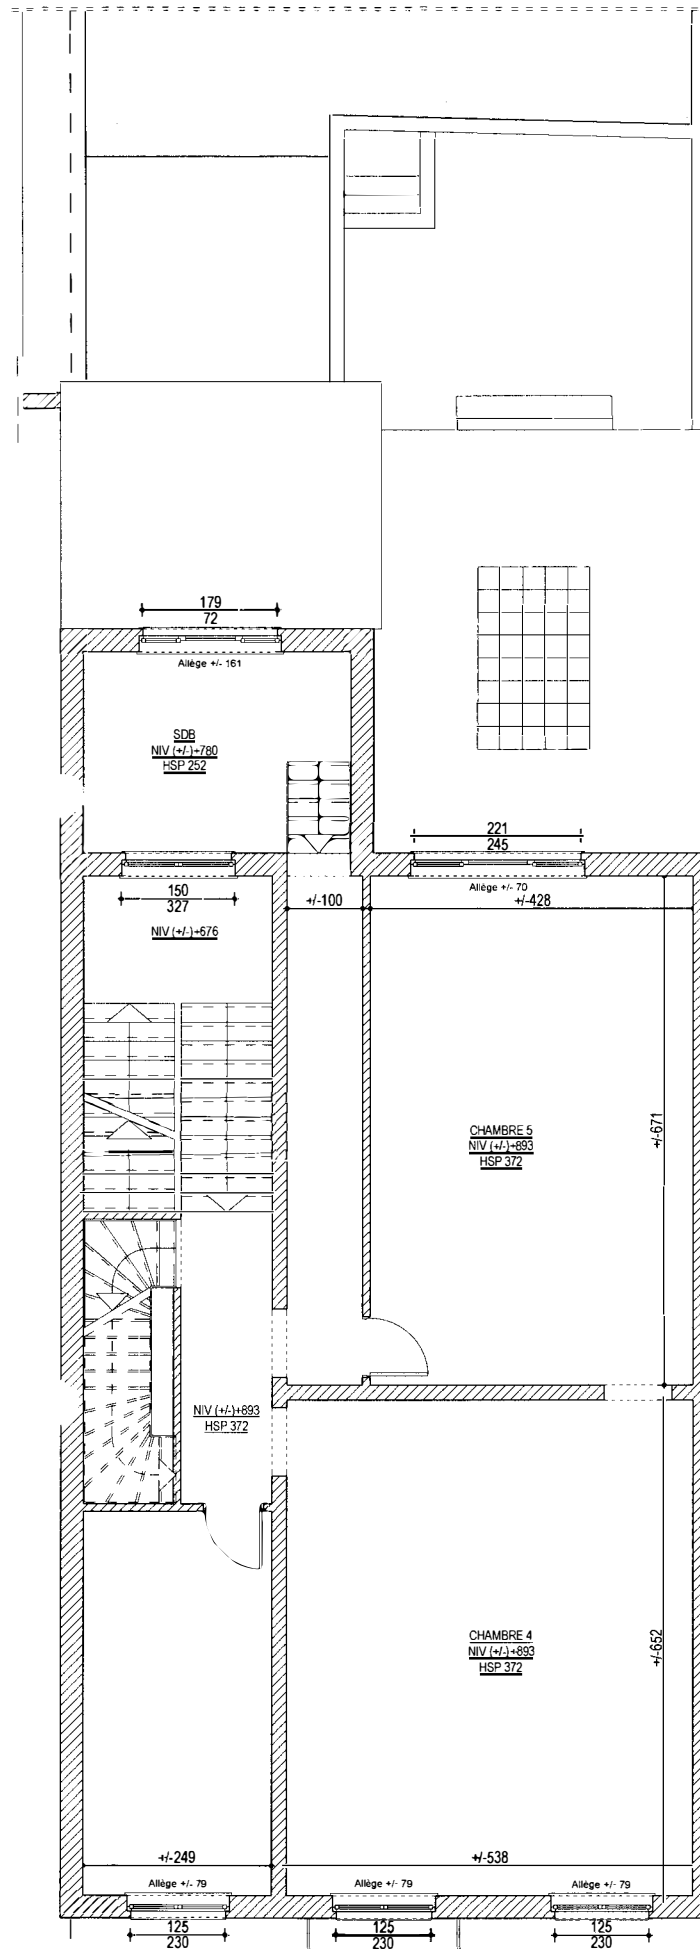 179
72
Allège +/- 161
SDB
NIV (+/-)+780
HSP 252
221
245
Allège +/- 70
150
327
+/-100
+/-428
NIV (+/-)+676
CHAMBRE 5
NIV (+/-)+893
HSP 372
+/-671
NIV (+/-)+893
HSP 372
CHAMBRE 4
NIV (+/-)+893
HSP 372
+/-652
+/-249
+/-538
Allège +/- 79
Allège +/- 79
Allège +/- 79
125
230
125
230
125
230